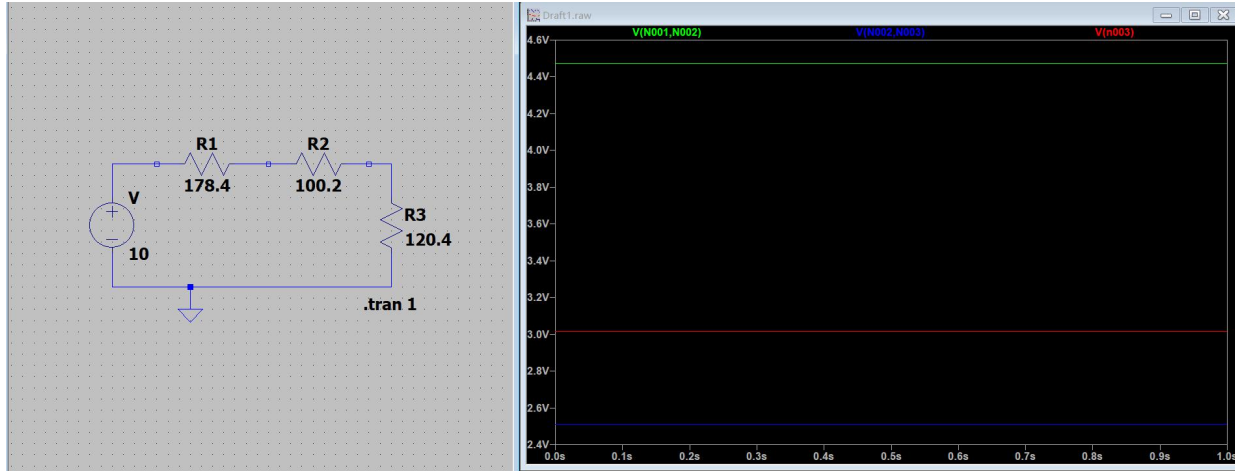 R1
178.4
R2
100.2
V
10
R3
120.4
.tran 1
Draft1.raw
V(N001,N002)
V(N002,N003)
V(n003)
4.6V
4.4V
4.2V
4.0V
3.8V
3.6V
3.4V
3.2V
3.0V
2.8V
2.6V
2.4V
0.0s 0.1s 0.2s 0.3s 0.4s 0.5s 0.6s 0.7s 0.8s 0.9s 1.0s